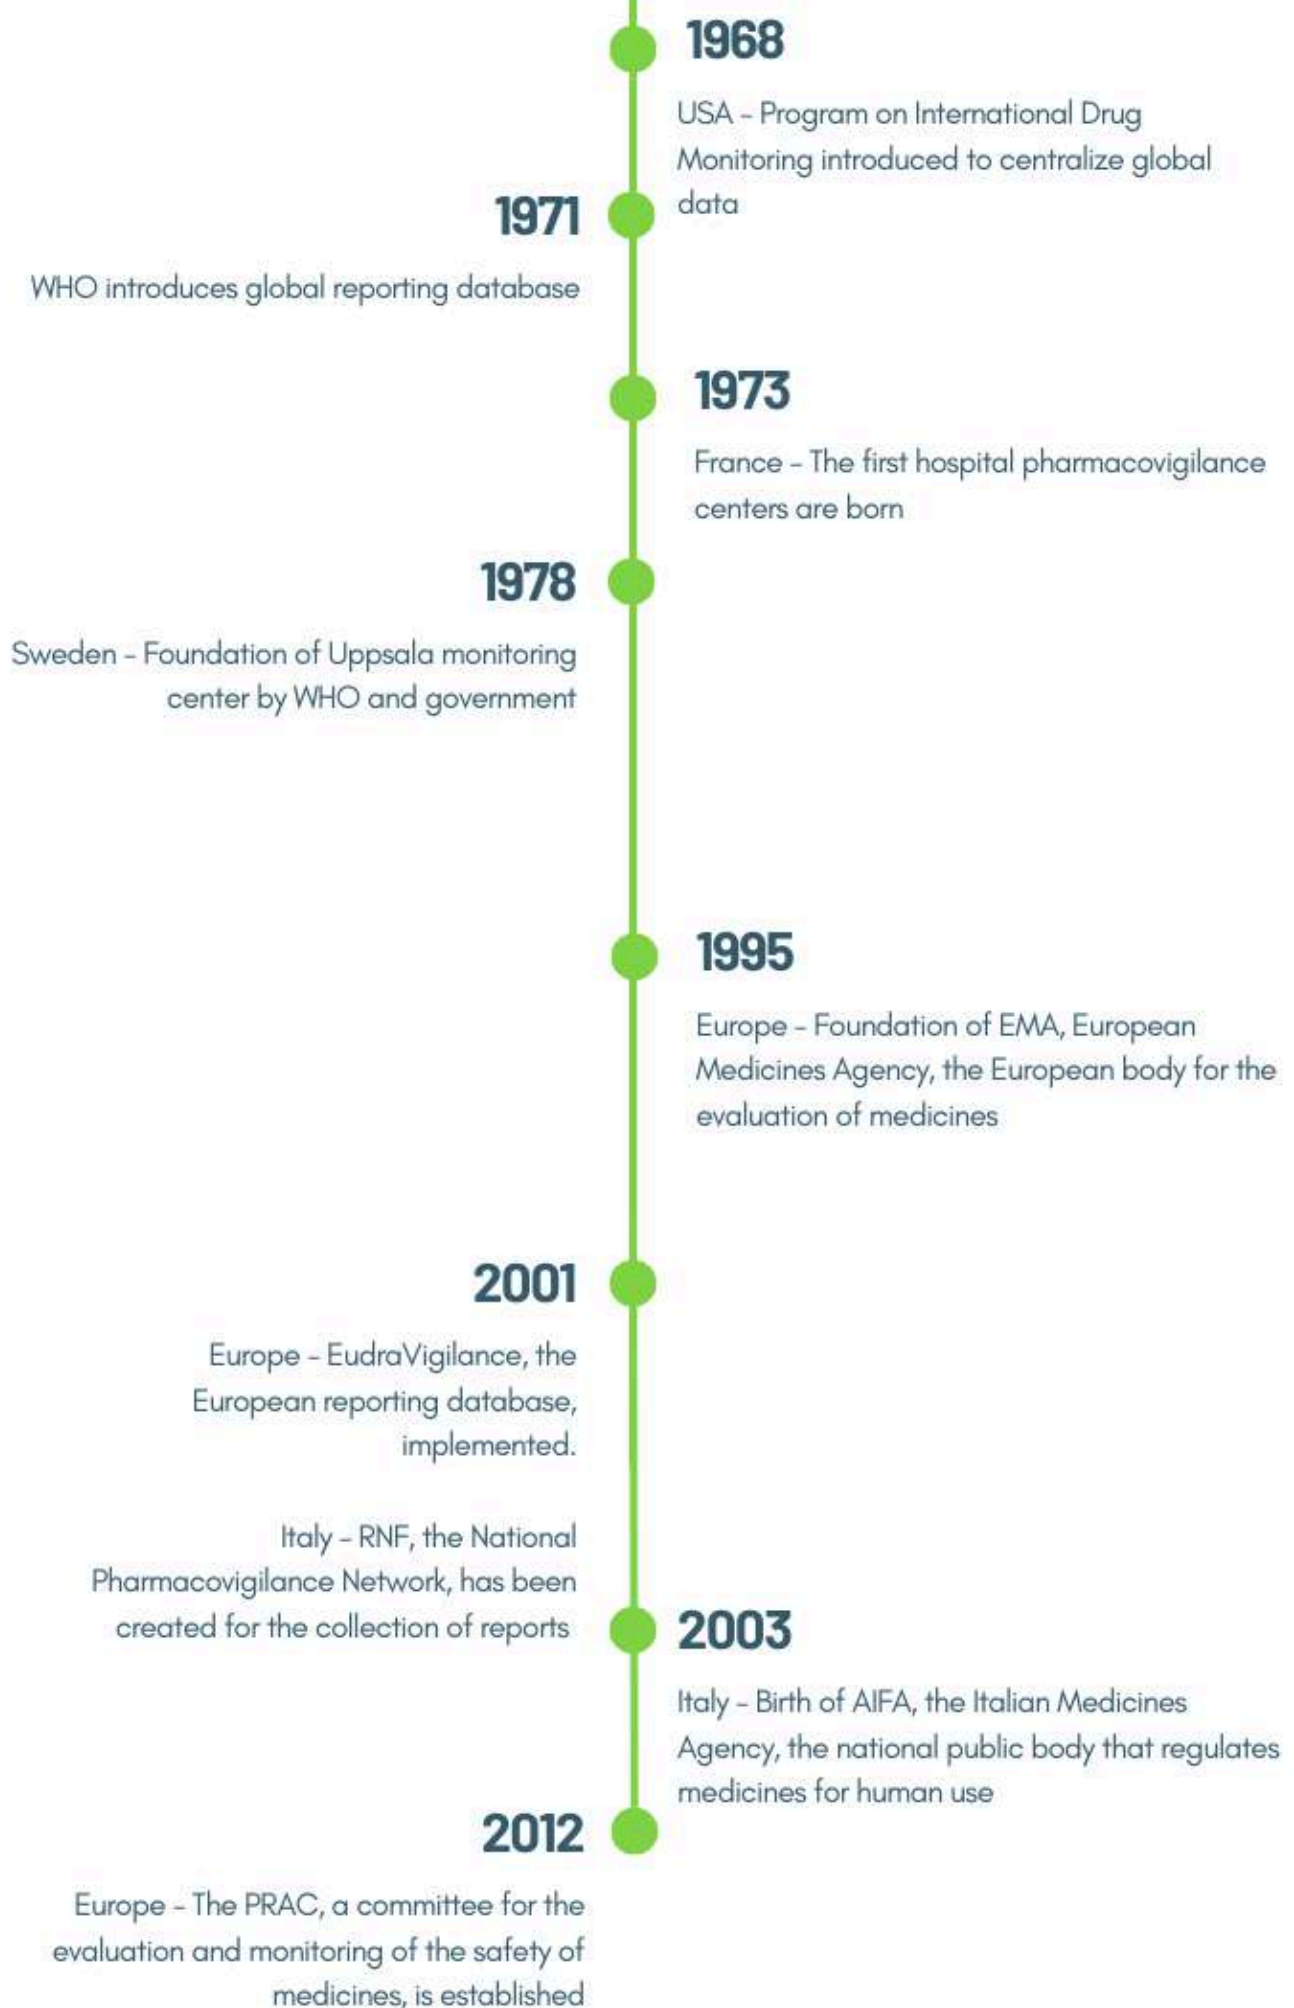 1968
USA - Program on International Drug
Monitoring introduced to centralize global
data
1971
WHO introduces global reporting database
1973
France - The first hospital pharmacovigilance
centers are born
1978
Sweden - Foundation of Uppsala monitoring
center by WHO and government
1995
Europe - Foundation of EMA, European
Medicines Agency, the European body for the
evaluation of medicines
2001
Europe - EudraVigilance, the
European reporting database,
implemented.
Italy - RNF, the National
Pharmacovigilance Network, has been
created for the collection of reports
2003
Italy - Birth of AIFA, the Italian Medicines
Agency, the national public body that regulates
medicines for human use
2012
Europe - The PRAC, a committee for the
evaluation and monitoring of the safety of
medicines, is established